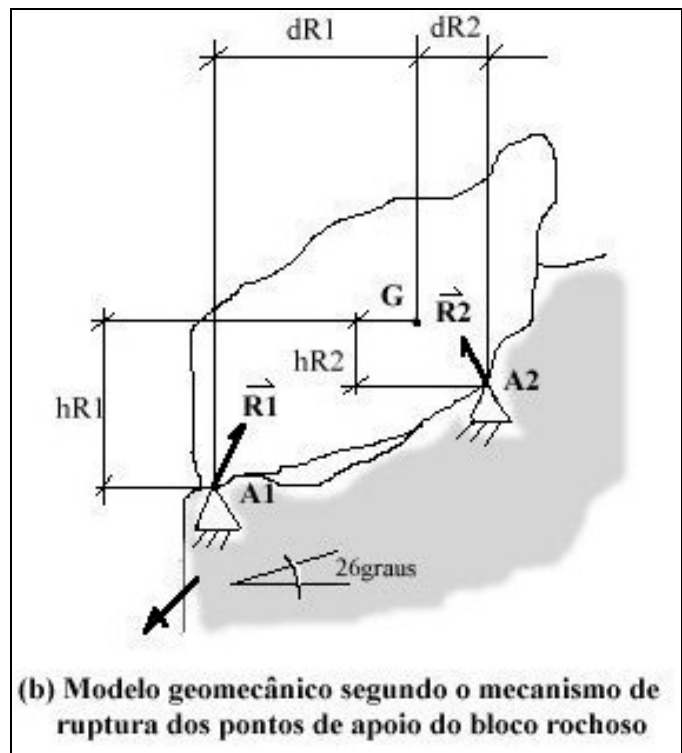 dR1 dR2
G
R2
hR2
hR1
R1
A2
A1
26graus
(b) Modelo geomecânico segundo o mecanismo de
ruptura dos pontos de apoio do bloco rochoso